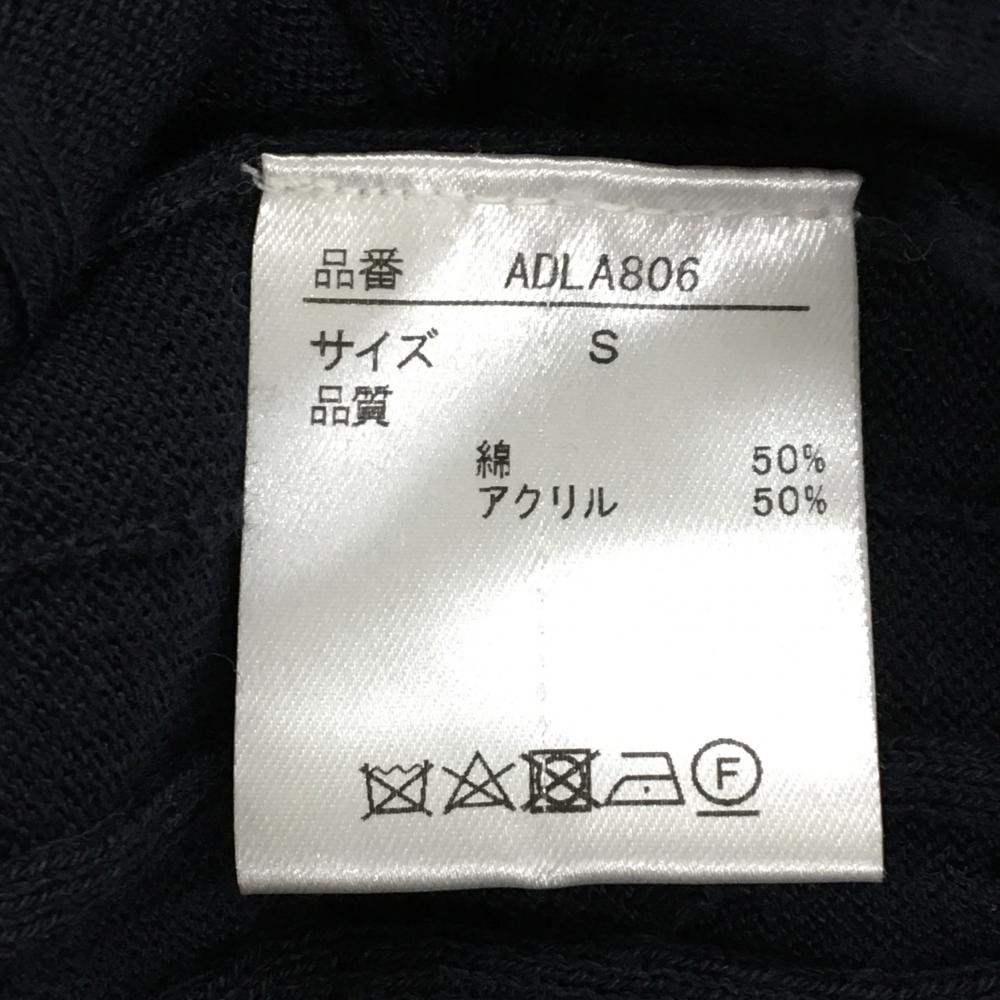 品番 ADLA806
サイズ S
品質
綿 50%
アクリル 50%
F